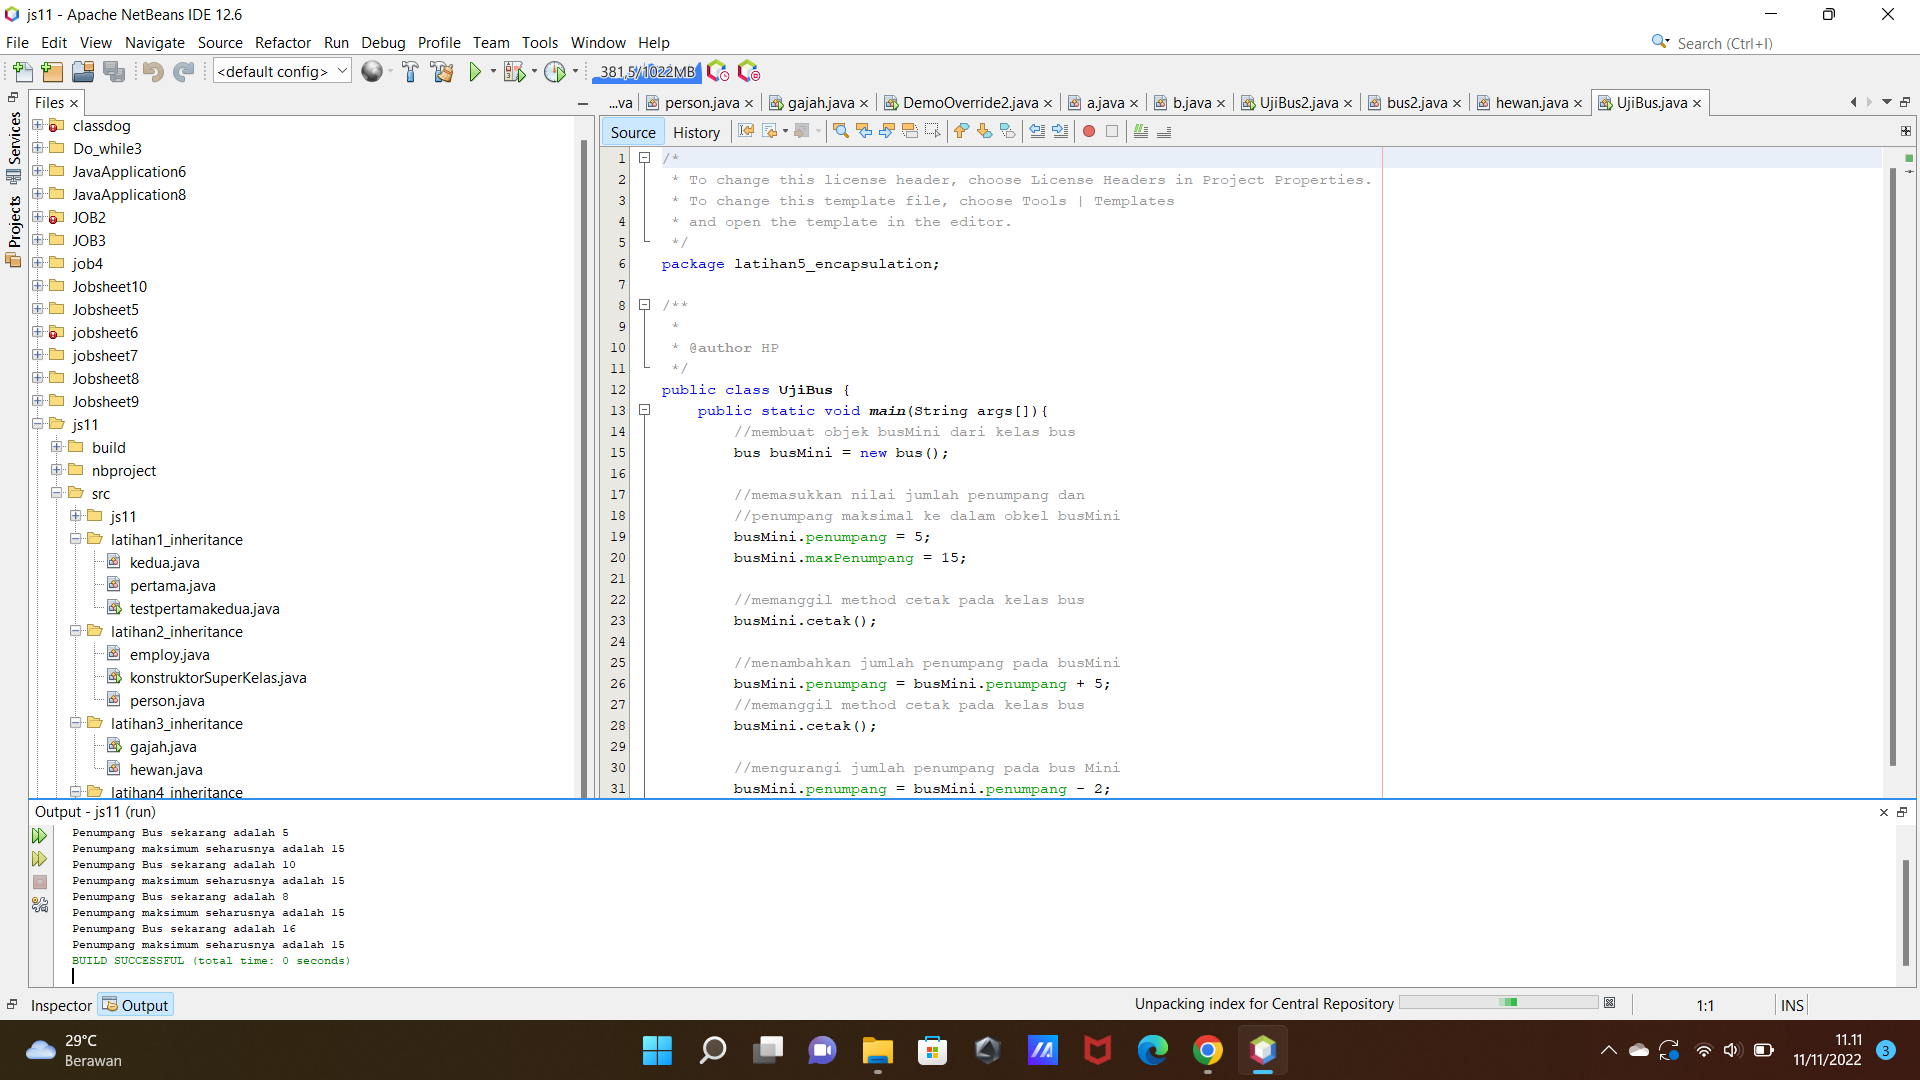 js11 - Apache NetBeans IDE 12.6
File Edit View Navigate Source Refactor Run Debug Profile Team Tools Window Help
Search (Ctrl+I)
<default config>
381,5/1022MB
Files
...va person.java gajah.java DemoOverride2.java a.java b.java UjiBus2.java bus2.java hewan.java UjiBus.java
Services
Projects
classdog
Do_while3
JavaApplication6
JavaApplication8
JOB2
JOB3
job4
Jobsheet10
Jobsheet5
jobsheet6
jobsheet7
Jobsheet8
Jobsheet9
js11
build
nbproject
src
js11
latihan1_inheritance
kedua.java
pertama.java
testpertamakedua.java
latihan2_inheritance
employ.java
konstruktorSuperKelas.java
person.java
latihan3_inheritance
gajah.java
hewan.java
latihan4_inheritance
Source History
1 /*
2 * To change this license header, choose License Headers in Project Properties.
3 * To change this template file, choose Tools | Templates
4 * and open the template in the editor.
5 */
6 package latihan5_encapsulation;
7
8 /**
9 *
10 * @author HP
11 */
12 public class UjiBus {
13 public static void main(String args[]){
14 //membuat objek busMini dari kelas bus
15 bus busMini = new bus();
16
17 //memasukkan nilai jumlah penumpang dan
18 //penumpang maksimal ke dalam obkel busMini
19 busMini.penumpang = 5;
20 busMini.maxPenumpang = 15;
21
22 //memanggil method cetak pada kelas bus
23 busMini.cetak();
24
25 //menambahkan jumlah penumpang pada busMini
26 busMini.penumpang = busMini.penumpang + 5;
27 //memanggil method cetak pada kelas bus
28 busMini.cetak();
29
30 //mengurangi jumlah penumpang pada bus Mini
31 busMini.penumpang = busMini.penumpang - 2;
Output - js11 (run)
Penumpang Bus sekarang adalah 5
Penumpang maksimum seharusnya adalah 15
Penumpang Bus sekarang adalah 10
Penumpang maksimum seharusnya adalah 15
Penumpang Bus sekarang adalah 8
Penumpang maksimum seharusnya adalah 15
Penumpang Bus sekarang adalah 16
Penumpang maksimum seharusnya adalah 15
BUILD SUCCESSFUL (total time: 0 seconds)
Inspector Output
Unpacking index for Central Repository
1:1 INS
29°C
Berawan
11.11
11/11/2022
3